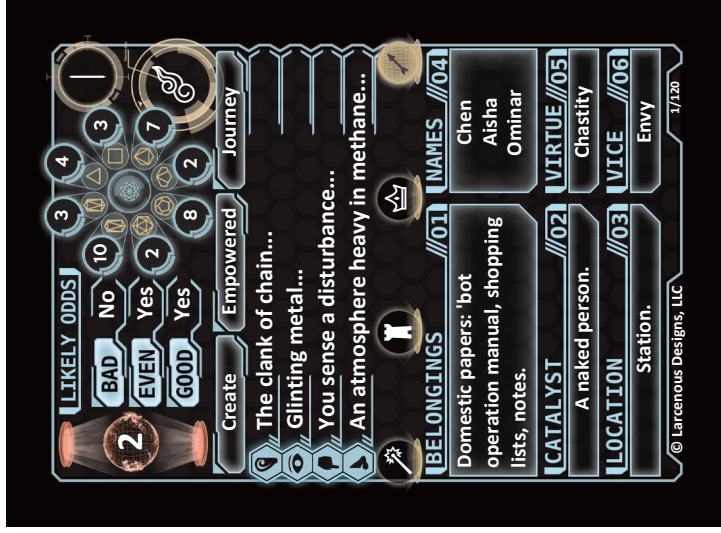 2
LIKELY ODDS
BAD No
EVEN Yes
GOOD Yes
3 4
10 3
2 7
8 2
Create Empowered Journey
The clank of chain...
Glinting metal...
You sense a disturbance...
An atmosphere heavy in methane...
BELONGINGS //01
Domestic papers: 'bot
operation manual, shopping
lists, notes.
NAMES //04
Chen
Aisha
Ominar
CATALYST //02
A naked person.
VIRTUE //05
Chastity
LOCATION //03
Station.
VICE //06
Envy
© Larcenous Designs, LLC
1/120